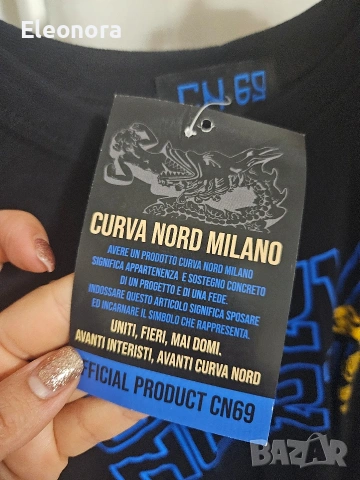 Eleonora
CN 69
CURVA NORD MILANO
AVERE UN PRODOTTO CURVA NORD MILANO
SIGNIFICA APPARTENENZA E SOSTEGNO CONCRETO
DI UN PROGETTO E DI UNA FEDE.
INDOSSARE QUESTO ARTICOLO SIGNIFICA SPOSARE
ED INCARNARE IL SIMBOLO CHE RAPPRESENTA.
UNITI, FIERI, MAI DOMI.
AVANTI INTERISTI, AVANTI CURVA NORD
OFFICIAL PRODUCT CN69
BAZAR